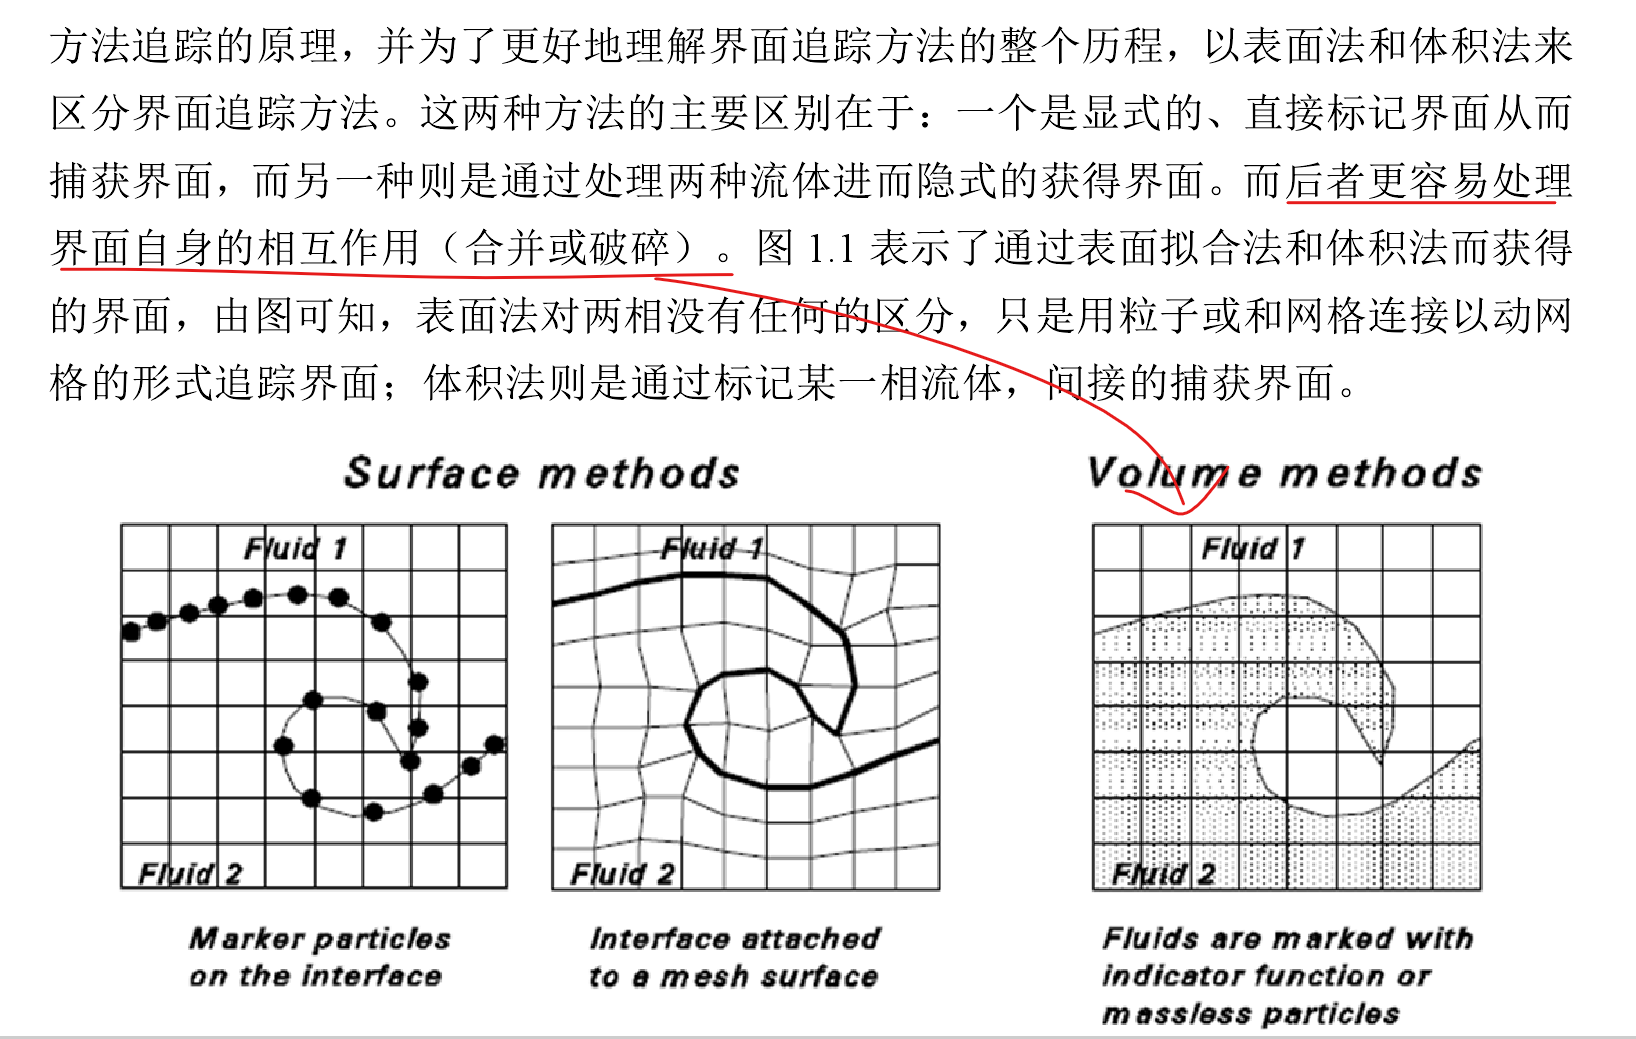 方法追踪的原理，并为了更好地理解界面追踪方法的整个历程，以表面法和体积法来
区分界面追踪方法。这两种方法的主要区别在于：一个是显式的、直接标记界面从而
捕获界面，而另一种则是通过处理两种流体进而隐式的获得界面。而后者更容易处理
界面自身的相互作用（合并或破碎）。图 1.1 表示了通过表面拟合法和体积法而获得
的界面，由图可知，表面法对两相没有任何的区分，只是用粒子或和网格连接以动网
格的形式追踪界面；体积法则是通过标记某一相流体，间接的捕获界面。
Surface methods
Volume methods
Fluid 1
Fluid 2
Marker particles
on the interface
Fluid 1
Fluid 2
Interface attached
to a mesh surface
Fluid 1
Fluid 2
Fluids are marked with
indicator function or
massless particles